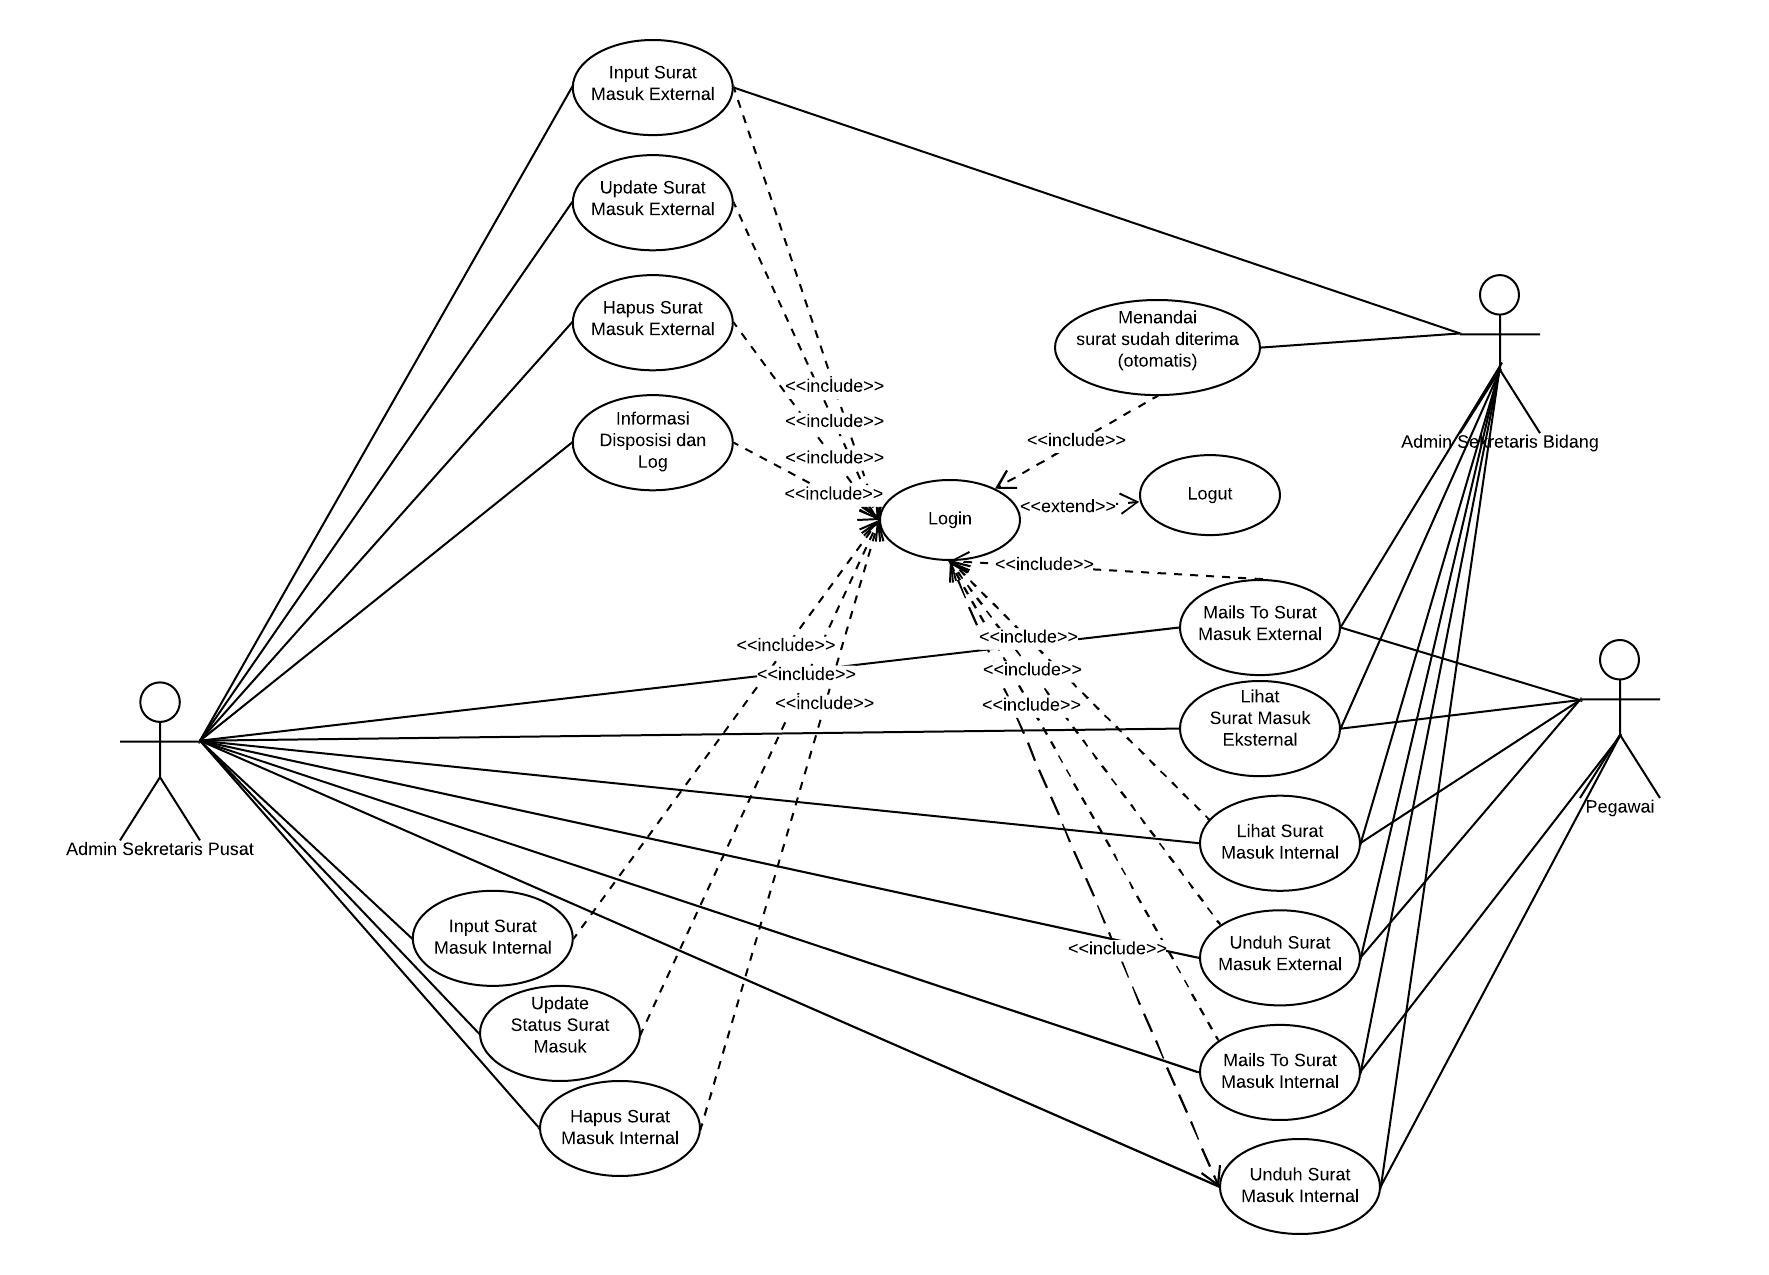 Input Surat
Masuk External
Update Surat
Masuk External
Hapus Surat
Masuk External
Informasi
Disposisi dan
Log
<<include>>
<<include>>
<<include>>
<<include>>
Menandai
surat sudah diterima
(otomatis)
<<include>>
Admin Sekretaris Bidang
Login
<<extend>>
Logut
<<include>>
Mails To Surat
Masuk External
<<include>>
<<include>>
<<include>>
<<include>>
<<include>>
<<include>>
Lihat
Surat Masuk
Eksternal
Pegawai
Admin Sekretaris Pusat
Lihat Surat
Masuk Internal
Input Surat
Masuk Internal
Unduh Surat
Masuk External
<<include>>
Update
Status Surat
Masuk
Mails To Surat
Masuk Internal
Hapus Surat
Masuk Internal
Unduh Surat
Masuk Internal